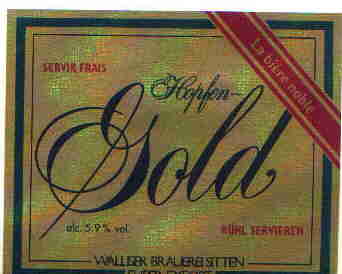 La bière noble
SERVIR FRAIS
Hopfen-
Gold
alc. 5.9% vol.
KÜHL SERVIEREN
WALLISER BRAUEREI SITTEN